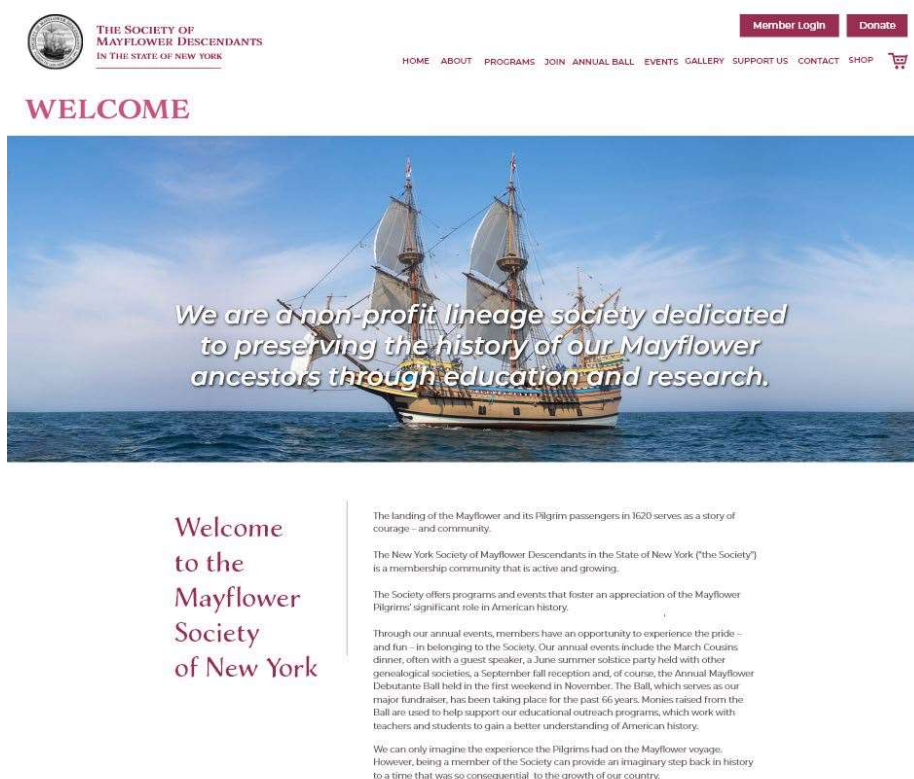 THE SOCIETY OF
MAYFLOWER DESCENDANTS
IN THE STATE OF NEW YORK
Member Login
Donate
HOME ABOUT PROGRAMS JOIN ANNUAL BALL EVENTS GALLERY SUPPORT US CONTACT SHOP
WELCOME
We are a non-profit lineage society dedicated
to preserving the history of our Mayflower
ancestors through education and research.
Welcome
to the
Mayflower
Society
of New York
The landing of the Mayflower and its Pilgrim passengers in 1620 serves as a story of
courage – and community.
The New York Society of Mayflower Descendants in the State of New York ("the Society")
is a membership community that is active and growing.
The Society offers programs and events that foster an appreciation of the Mayflower
Pilgrims' significant role in American history.
Through our annual events, members have an opportunity to experience the pride –
and fun – in belonging to the Society. Our annual events include the March Cousins
dinner, often with a guest speaker, a June summer solstice party held with other
genealogical societies, a September fall reception and, of course, the Annual Mayflower
Debutante Ball held in the first weekend in November. The Ball, which serves as our
major fundraiser, has been taking place for the past 66 years. Monies raised from the
Ball are used to help support our educational outreach programs, which work with
teachers and students to gain a better understanding of American history.
We can only imagine the experience the Pilgrims had on the Mayflower voyage.
However, being a member of the Society can provide an imaginary step back in history
to a time that was so consequential to the growth of our country.